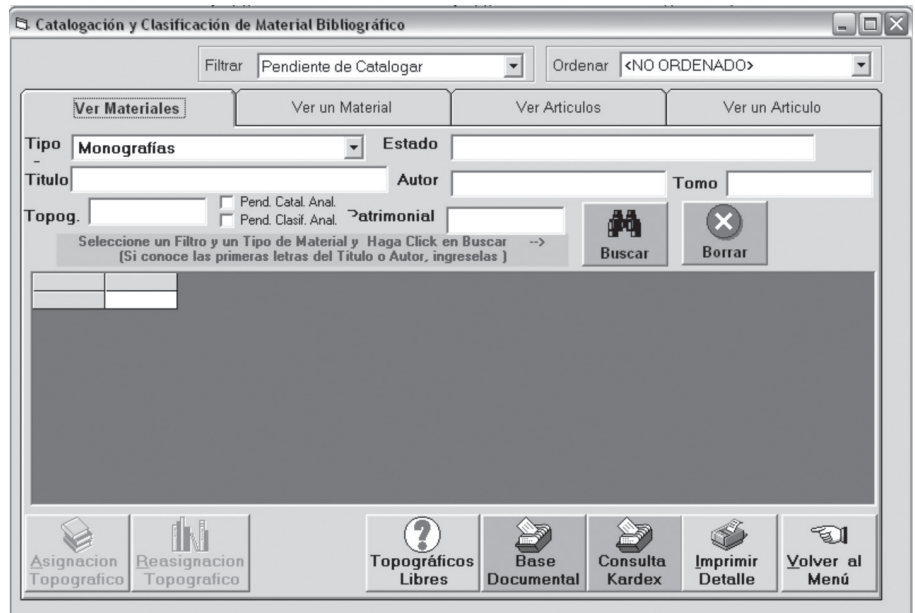 Catalogación y Clasificación de Material Bibliográfico
Filtrar Pendiente de Catalogar Ordenar <NO ORDENADO>
Ver Materiales Ver un Material Ver Articulos Ver un Articulo
Tipo Monografías Estado
Titulo Autor Tomo
Topog. Pend. Catal. Anal.
Pend. Clasif. Anal. Patrimonial
Seleccione un Filtro y un Tipo de Material y Haga Click en Buscar -->
(Si conoce las primeras letras del Titulo o Autor, ingreselas )
Buscar Borrar
Asignacion Reasignacion Topográficos Base Consulta Imprimir Volver al
Topografico Topografico Libres Documental Kardex Detalle Menú